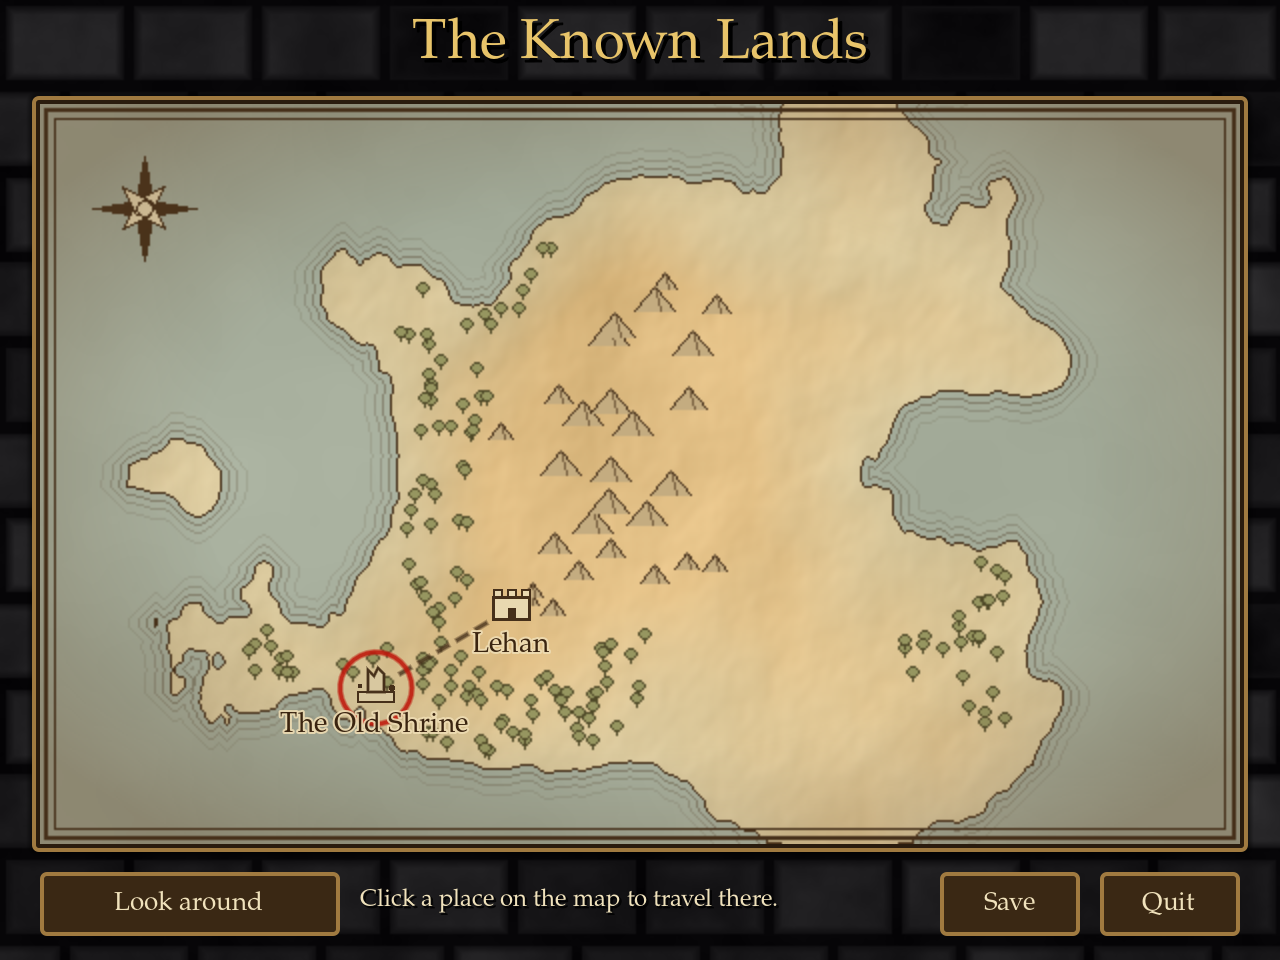 The Known Lands
Lehan
The Old Shrine
Look around
Click a place on the map to travel there.
Save
Quit